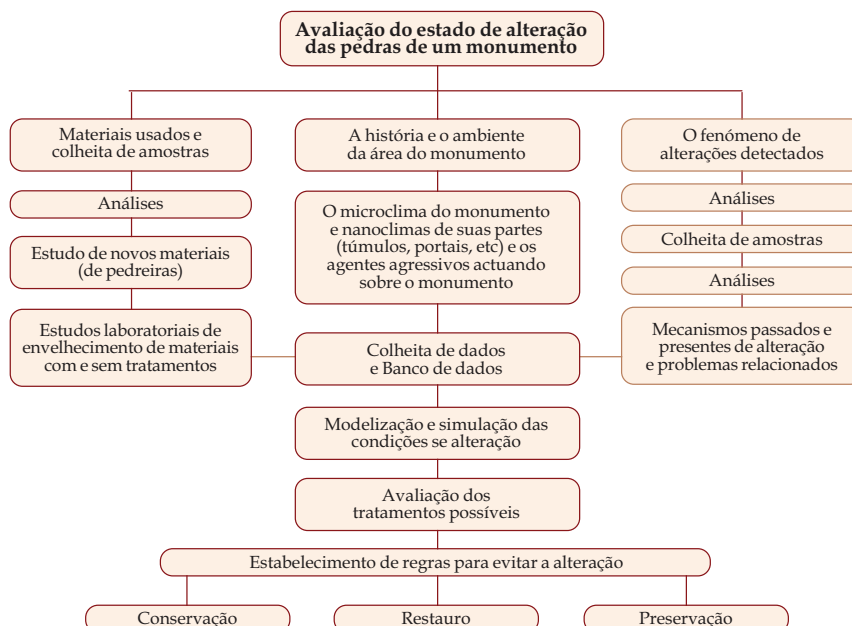 Avaliação do estado de alteração
das pedras de um monumento
Materiais usados e
colheita de amostras
A história e o ambiente
da área do monumento
O fenómeno de
alterações detectados
Análises
Estudo de novos materiais
(de pedreiras)
Estudos laboratoriais de
envelhecimento de materiais
com e sem tratamentos
O microclima do monumento
e nanoclimas de suas partes
(túmulos, portais, etc) e os
agentes agressivos actuando
sobre o monumento
Análises
Colheita de amostras
Análises
Mecanismos passados e
presentes de alteração
e problemas relacionados
Colheita de dados
e Banco de dados
Modelização e simulação das
condições se alteração
Avaliação dos
tratamentos possíveis
Estabelecimento de regras para evitar a alteração
Conservação
Restauro
Preservação